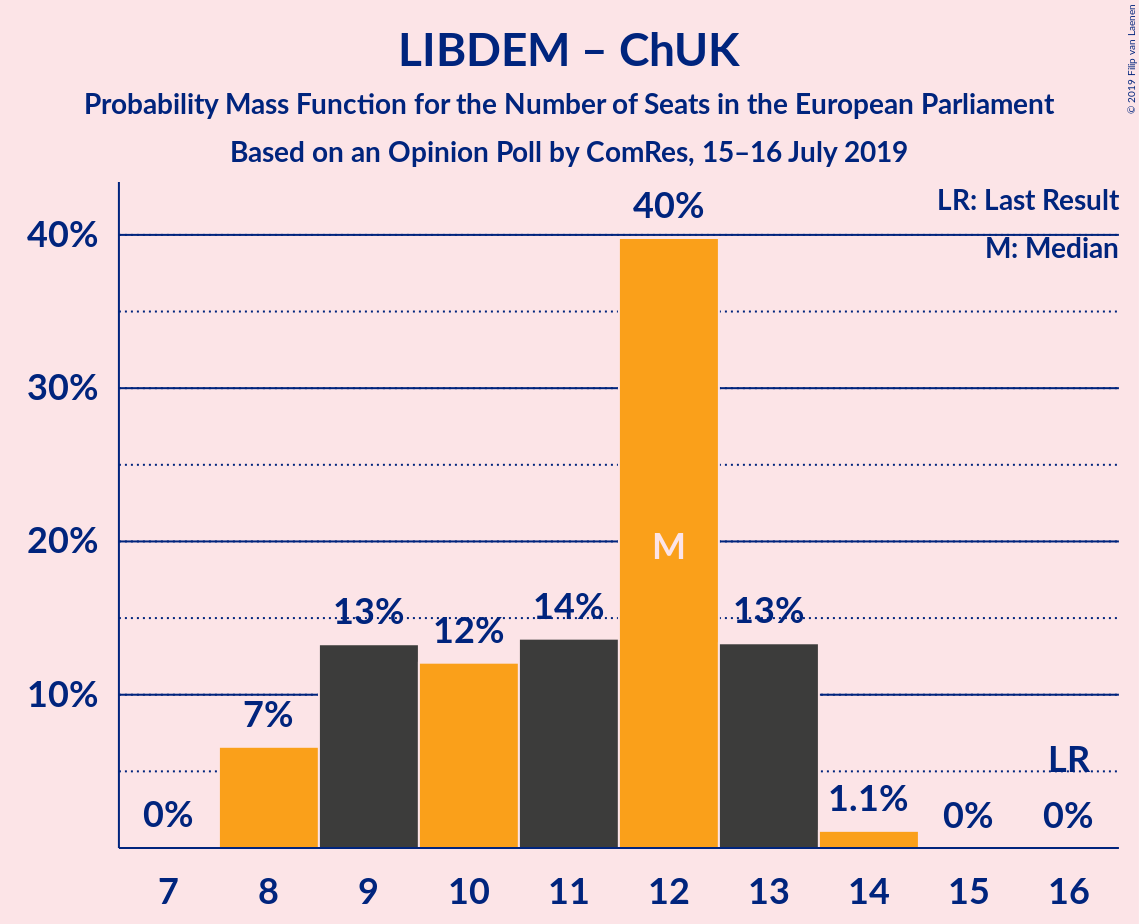 LIBDEM – ChUK
Probability Mass Function for the Number of Seats in the European Parliament
Based on an Opinion Poll by ComRes, 15–16 July 2019
© 2019 Filip van Laenen
LR: Last Result
M: Median
40%
30%
20%
10%
0%
7%
13%
12%
14%
40%
M
13%
1.1%
0%
LR
0%
7 8 9 10 11 12 13 14 15 16